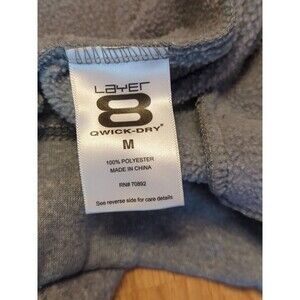 LAYER
8
QWICK-DRY®
M
100% POLYESTER
MADE IN CHINA
RN# 70892
See reverse side for care details